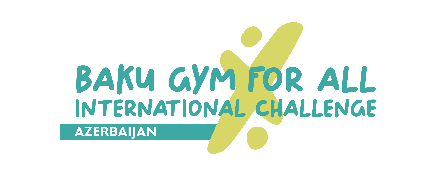 BAKU GYM FOR ALL
INTERNATIONAL CHALLENGE
AZERBAIJAN